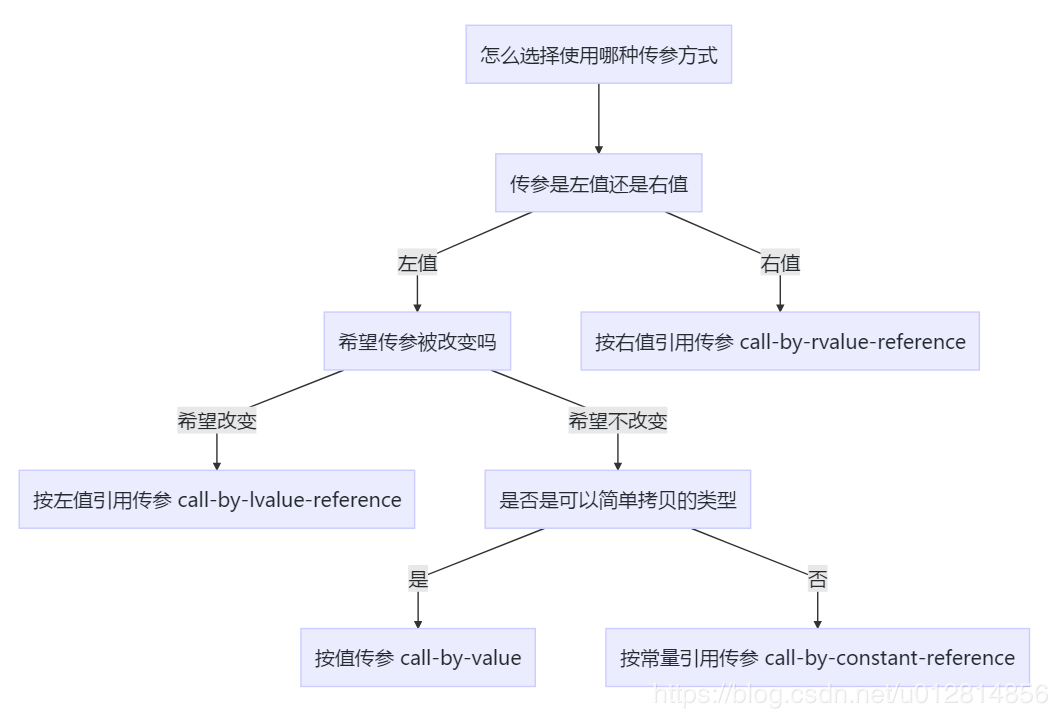 怎么选择使用哪种传参方式
传参是左值还是右值
左值
右值
希望传参被改变吗
按右值引用传参 call-by-rvalue-reference
希望改变
希望不改变
按左值引用传参 call-by-lvalue-reference
是否是可以简单拷贝的类型
是
否
按值传参 call-by-value
按常量引用传参 call-by-constant-reference
https://blog.csdn.net/u012814856